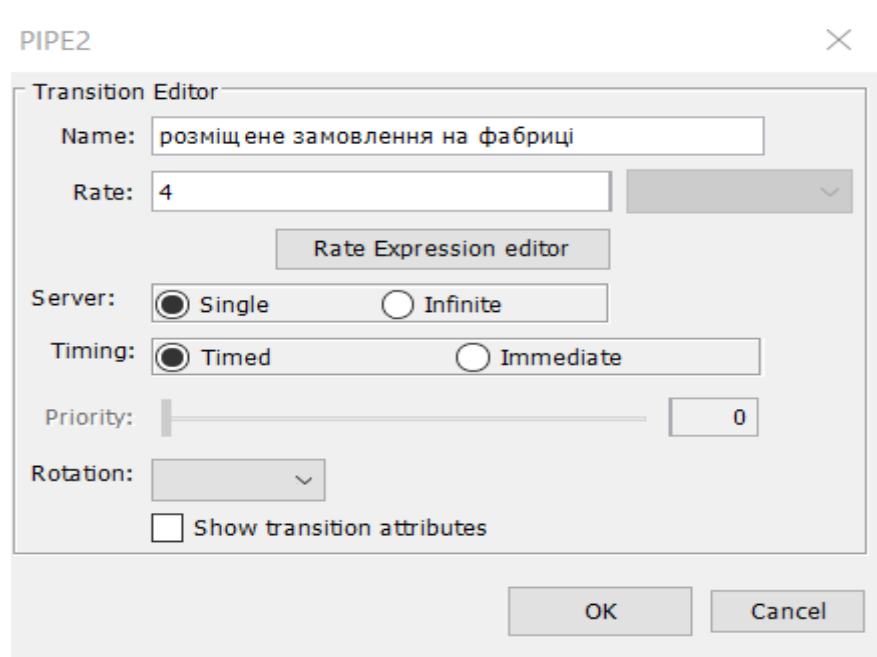 PIPE2
Transition Editor
Name: розміщене замовлення на фабриці
Rate: 4
Rate Expression editor
Server: Single Infinite
Timing: Timed Immediate
Priority: 0
Rotation:
Show transition attributes
OK Cancel